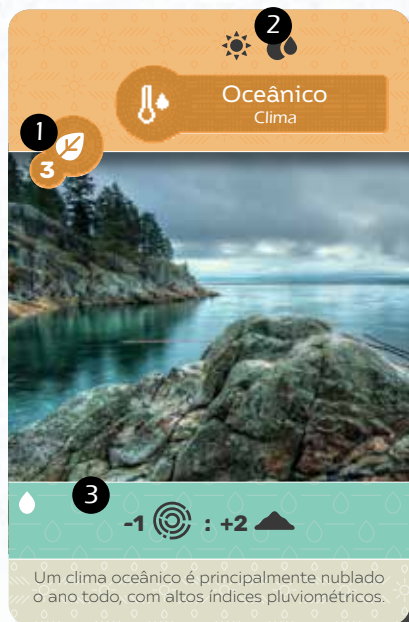 2
Oceânico
Clima
1
3
3
-1 : +2
Um clima oceânico é principalmente nublado
o ano todo, com altos índices pluviométricos.